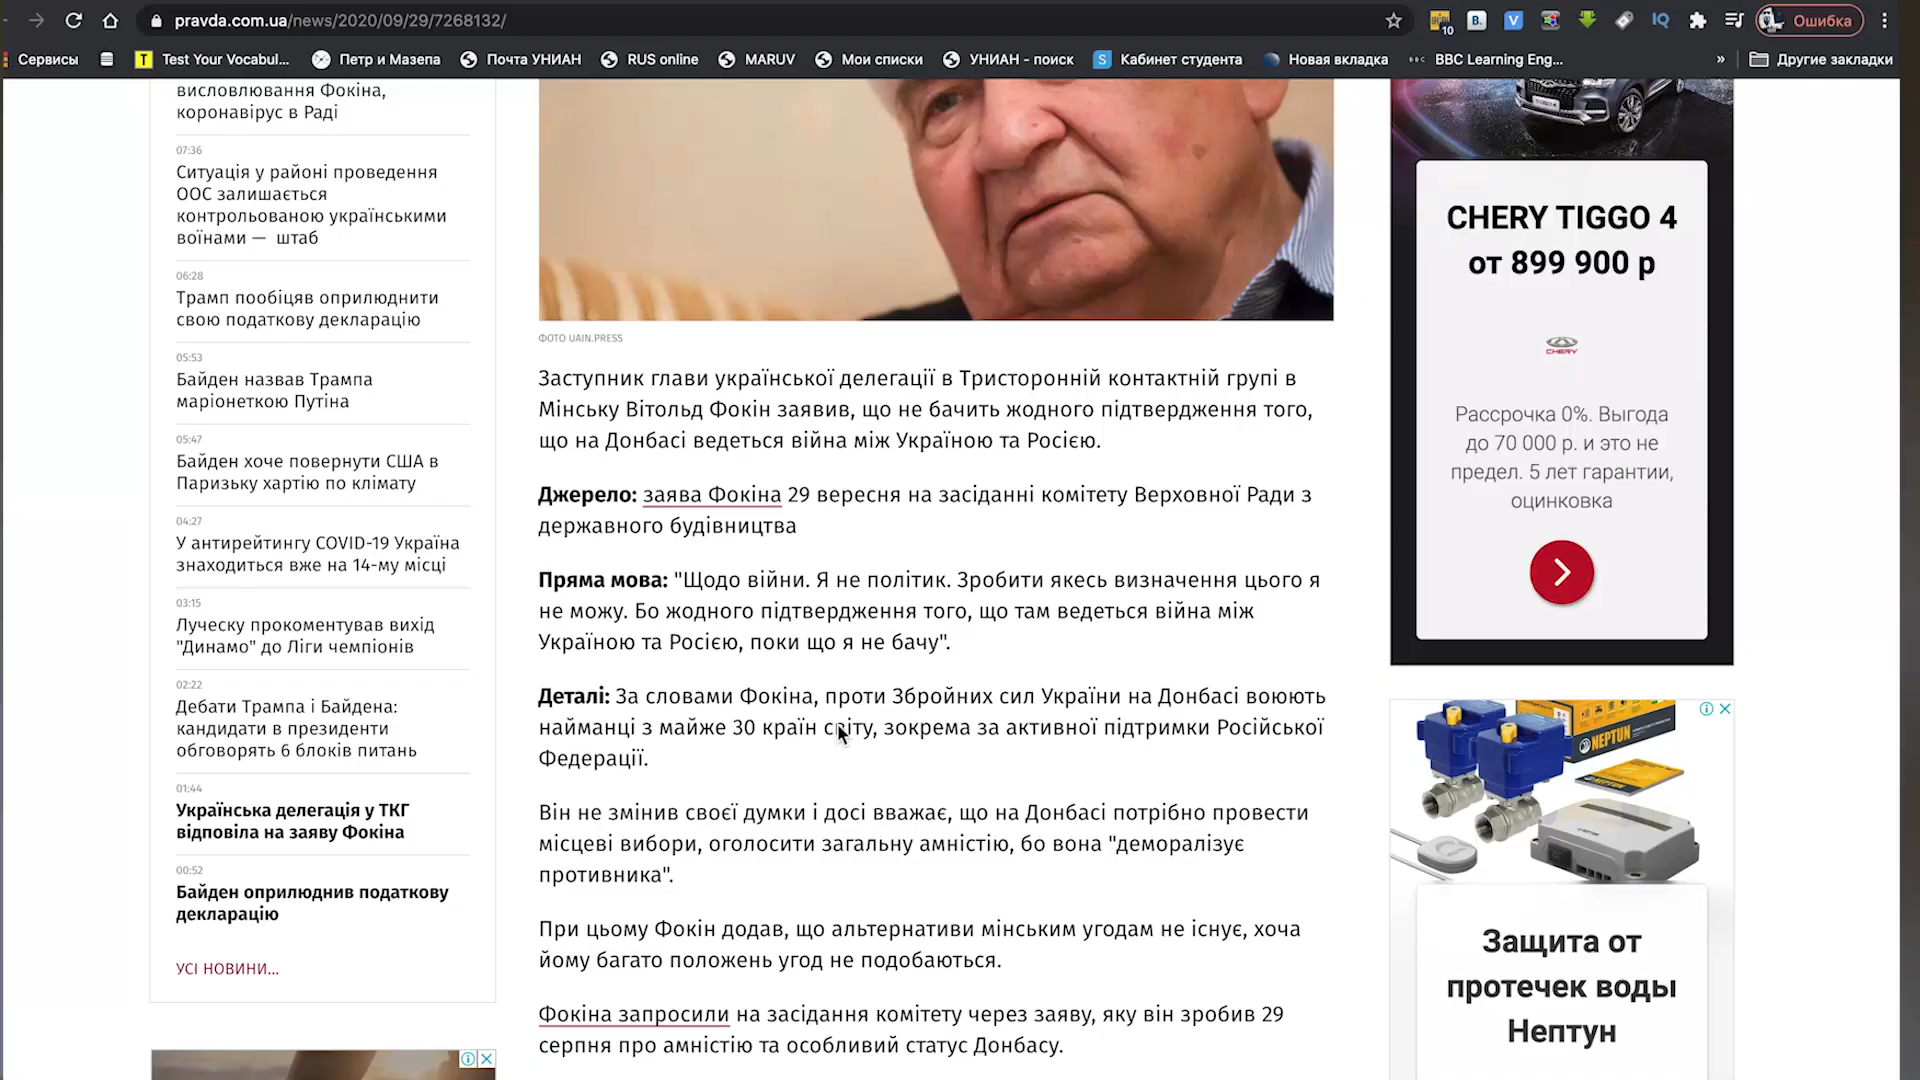 pravda.com.ua/news/2020/09/29/7268132/
10
B.
V
IQ
Ошибка
Сервисы
T
Test Your Vocabul...
Петр и Мазепа
Почта УНИАН
RUS online
MARUV
Мои списки
УНИАН - поиск
S
Кабинет студента
Новая вкладка
BBC
BBC Learning Eng...
»
Другие закладки
висловлювання Фокіна,
коронавірус в Раді
07:36
Ситуація у районі проведення
ООС залишається
контрольованою українськими
воїнами — штаб
06:28
Трамп пообіцяв оприлюднити
свою податкову декларацію
05:53
Байден назвав Трампа
маріонеткою Путіна
05:47
Байден хоче повернути США в
Паризьку хартію по клімату
04:27
У антирейтингу COVID-19 Україна
знаходиться вже на 14-му місці
03:15
Луческу прокоментував вихід
"Динамо" до Ліги чемпіонів
02:22
Дебати Трампа і Байдена:
кандидати в президенти
обговорять 6 блоків питань
01:44
Українська делегація у ТКГ
відповіла на заяву Фокіна
00:52
Байден оприлюднив податкову
декларацію
УСІ НОВИНИ...
ФОТО UAIN.PRESS
Заступник глави української делегації в Тристоронній контактній групі в
Мінську Вітольд Фокін заявив, що не бачить жодного підтвердження того,
що на Донбасі ведеться війна між Україною та Росією.
Джерело: заява Фокіна 29 вересня на засіданні комітету Верховної Ради з
державного будівництва
Пряма мова: "Щодо війни. Я не політик. Зробити якесь визначення цього я
не можу. Бо жодного підтвердження того, що там ведеться війна між
Україною та Росією, поки що я не бачу".
Деталі: За словами Фокіна, проти Збройних сил України на Донбасі воюють
найманці з майже 30 країн світу, зокрема за активної підтримки Російської
Федерації.
Він не змінив своєї думки і досі вважає, що на Донбасі потрібно провести
місцеві вибори, оголосити загальну амністію, бо вона "деморалізує
противника".
При цьому Фокін додав, що альтернативи мінським угодам не існує, хоча
йому багато положень угод не подобаються.
Фокіна запросили на засідання комітету через заяву, яку він зробив 29
серпня про амністію та особливий статус Донбасу.
CHERY TIGGO 4
от 899 900 р
CHERY
Рассрочка 0%. Выгода
до 70 000 р. и это не
предел. 5 лет гарантии,
оцинковка
NEPTUN
Защита от
протечек воды
Нептун